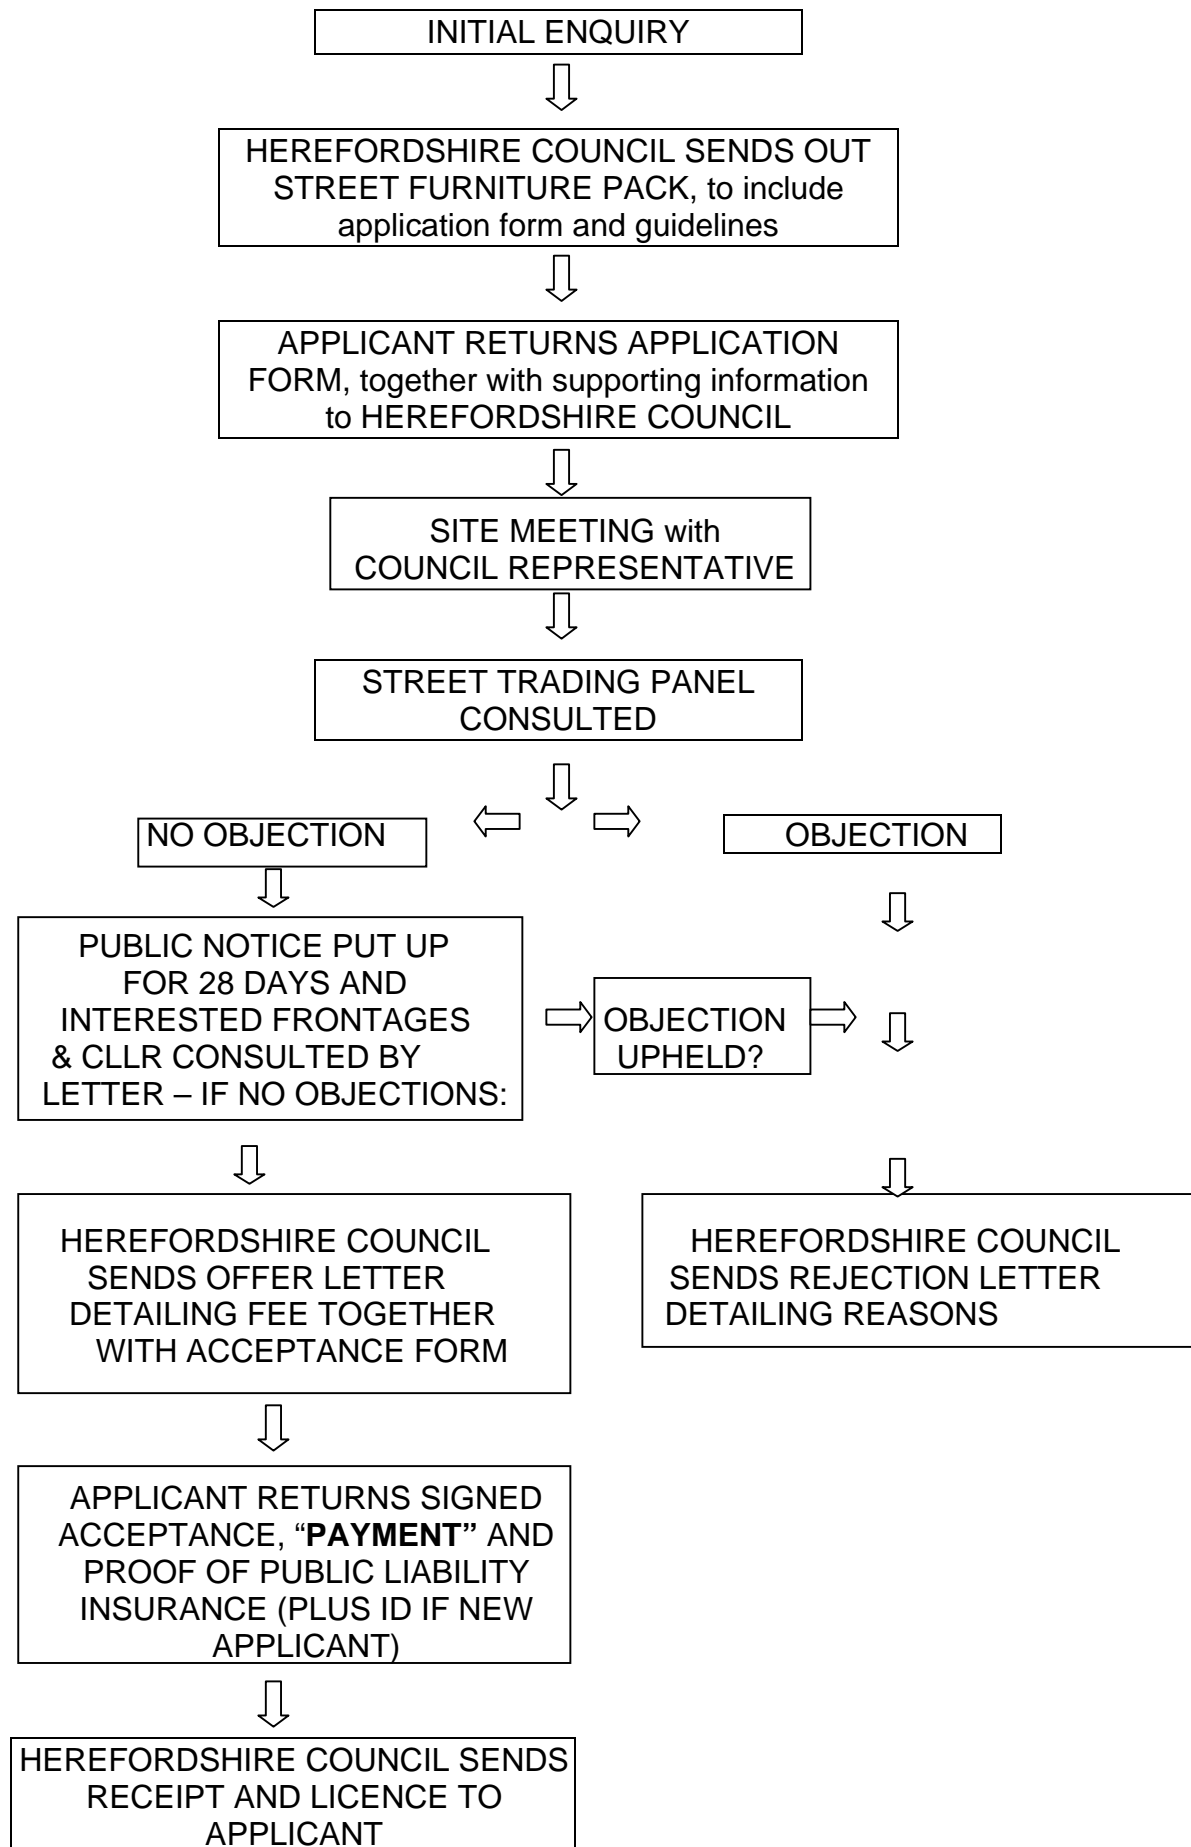 INITIAL ENQUIRY
HEREFORDSHIRE COUNCIL SENDS OUT
STREET FURNITURE PACK, to include
application form and guidelines
APPLICANT RETURNS APPLICATION
FORM, together with supporting information
to HEREFORDSHIRE COUNCIL
SITE MEETING with
COUNCIL REPRESENTATIVE
STREET TRADING PANEL
CONSULTED
NO OBJECTION
OBJECTION
PUBLIC NOTICE PUT UP
FOR 28 DAYS AND
INTERESTED FRONTAGES
& CLLR CONSULTED BY
LETTER – IF NO OBJECTIONS:
OBJECTION
UPHELD?
HEREFORDSHIRE COUNCIL
SENDS OFFER LETTER
DETAILING FEE TOGETHER
WITH ACCEPTANCE FORM
HEREFORDSHIRE COUNCIL
SENDS REJECTION LETTER
DETAILING REASONS
APPLICANT RETURNS SIGNED
ACCEPTANCE, “PAYMENT” AND
PROOF OF PUBLIC LIABILITY
INSURANCE (PLUS ID IF NEW
APPLICANT)
HEREFORDSHIRE COUNCIL SENDS
RECEIPT AND LICENCE TO
APPLICANT